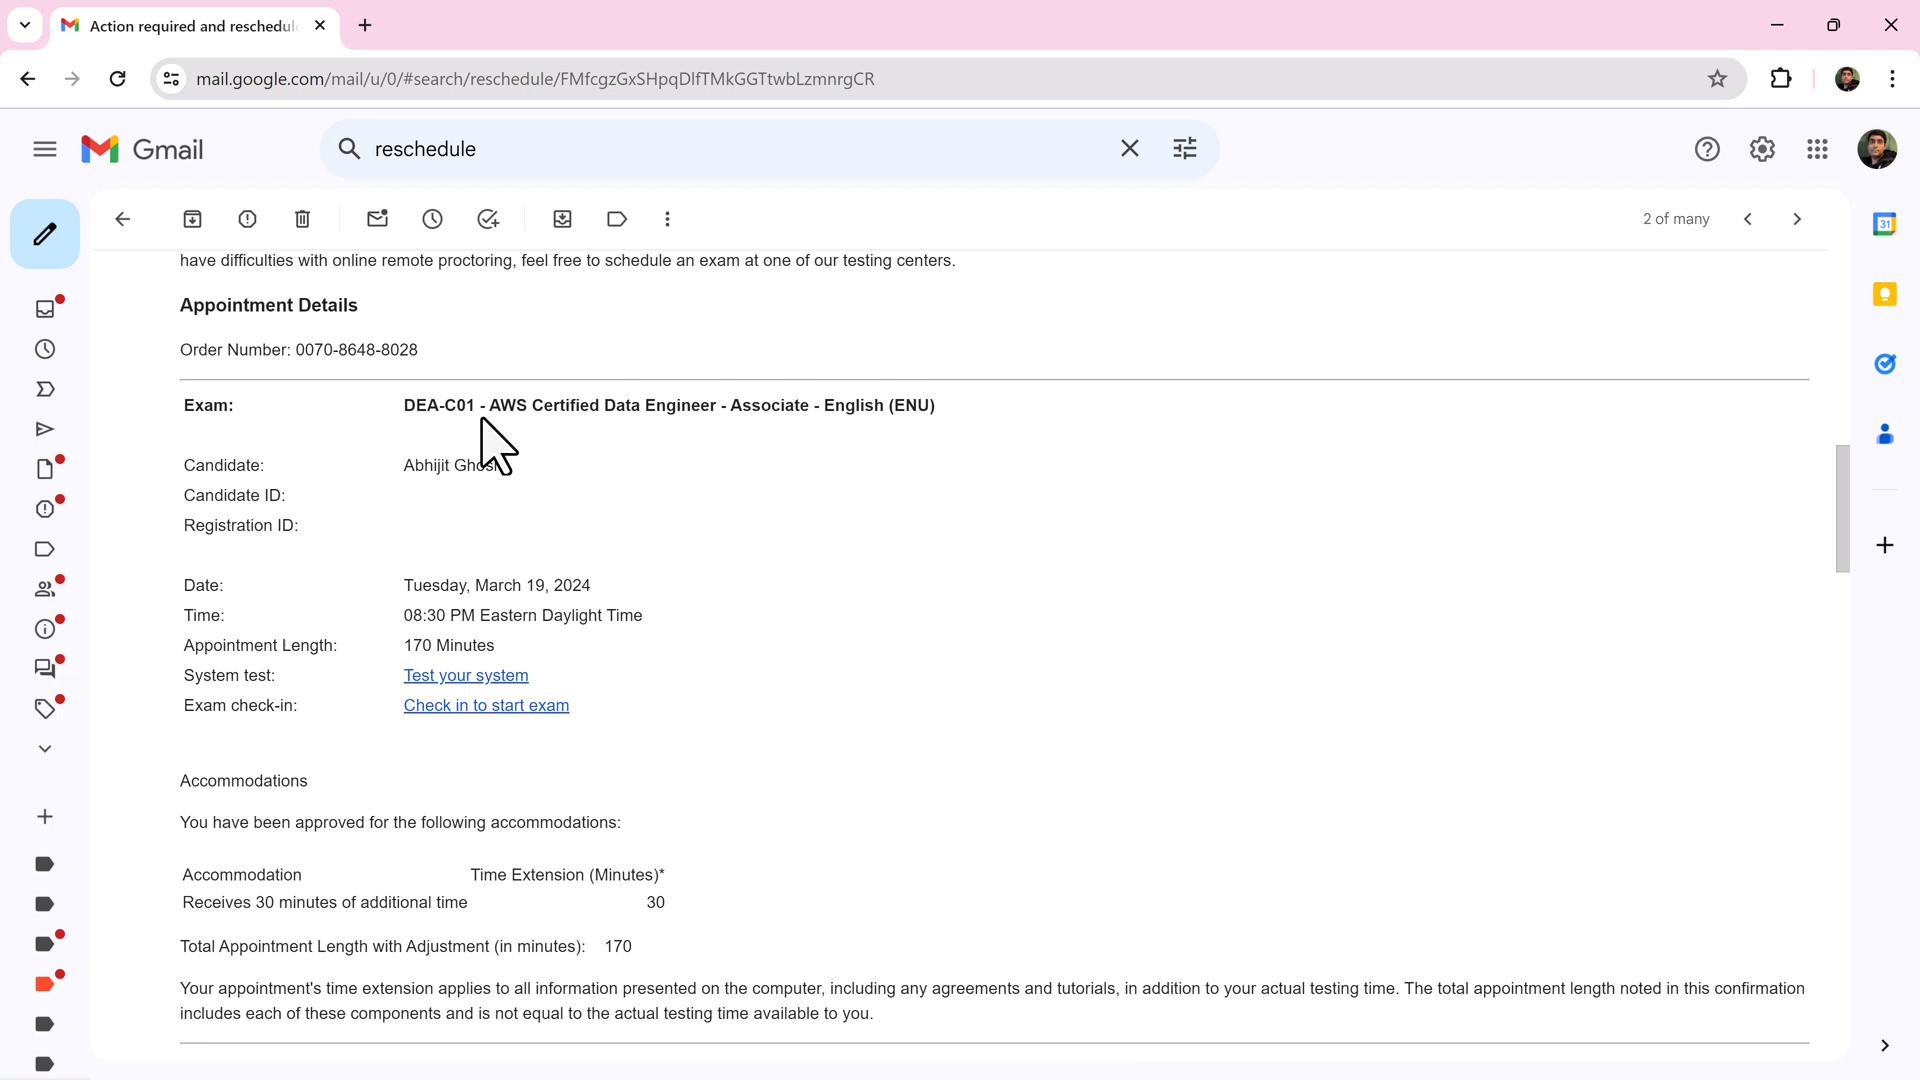 Action required and reschedul
mail.google.com/mail/u/0/#search/reschedule/FMfcgzGxSHpqDlfTMkGGTtwbLzmnrgCR
Gmail
reschedule
2 of many
31
have difficulties with online remote proctoring, feel free to schedule an exam at one of our testing centers.
Appointment Details
Order Number: 0070-8648-8028
Exam: DEA-C01 - AWS Certified Data Engineer - Associate - English (ENU)
Candidate: Abhijit Ghosh
Candidate ID:
Registration ID:
Date: Tuesday, March 19, 2024
Time: 08:30 PM Eastern Daylight Time
Appointment Length: 170 Minutes
System test: Test your system
Exam check-in: Check in to start exam
Accommodations
You have been approved for the following accommodations:
Accommodation Time Extension (Minutes)*
Receives 30 minutes of additional time 30
Total Appointment Length with Adjustment (in minutes): 170
Your appointment's time extension applies to all information presented on the computer, including any agreements and tutorials, in addition to your actual testing time. The total appointment length noted in this confirmation
includes each of these components and is not equal to the actual testing time available to you.